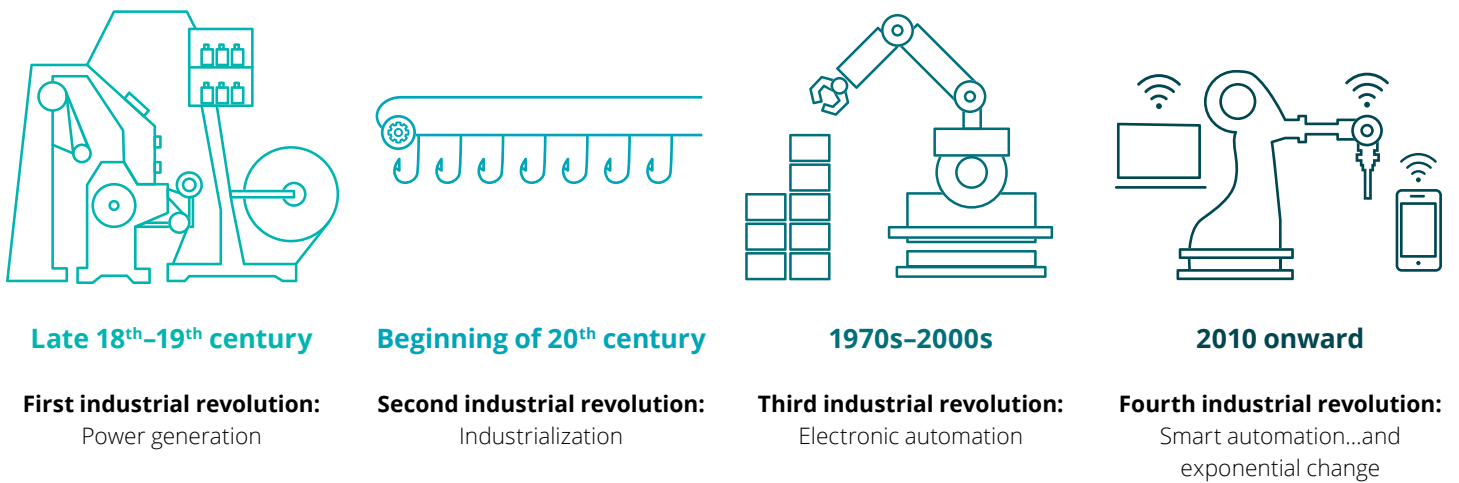 Late 18th–19th century
First industrial revolution:
Power generation
Beginning of 20th century
Second industrial revolution:
Industrialization
1970s–2000s
Third industrial revolution:
Electronic automation
2010 onward
Fourth industrial revolution:
Smart automation...and
exponential change